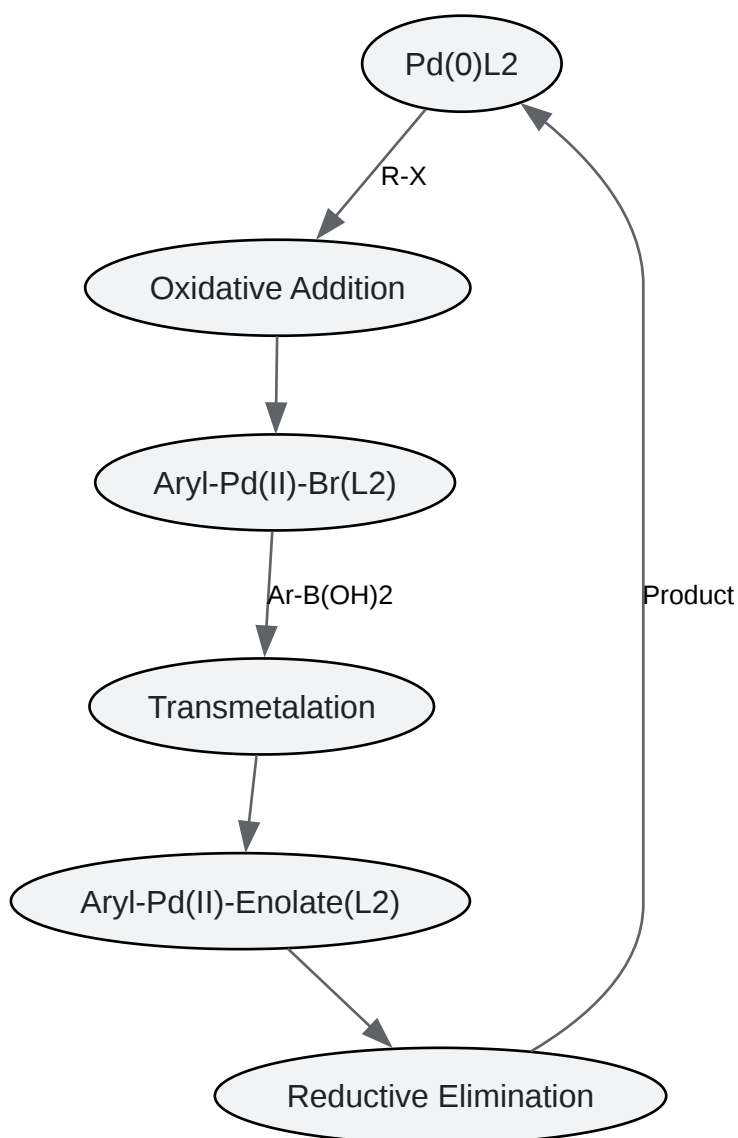 Pd(0)L2
R-X
Oxidative Addition
Aryl-Pd(II)-Br(L2)
Ar-B(OH)2
Product
Transmetalation
Aryl-Pd(II)-Enolate(L2)
Reductive Elimination